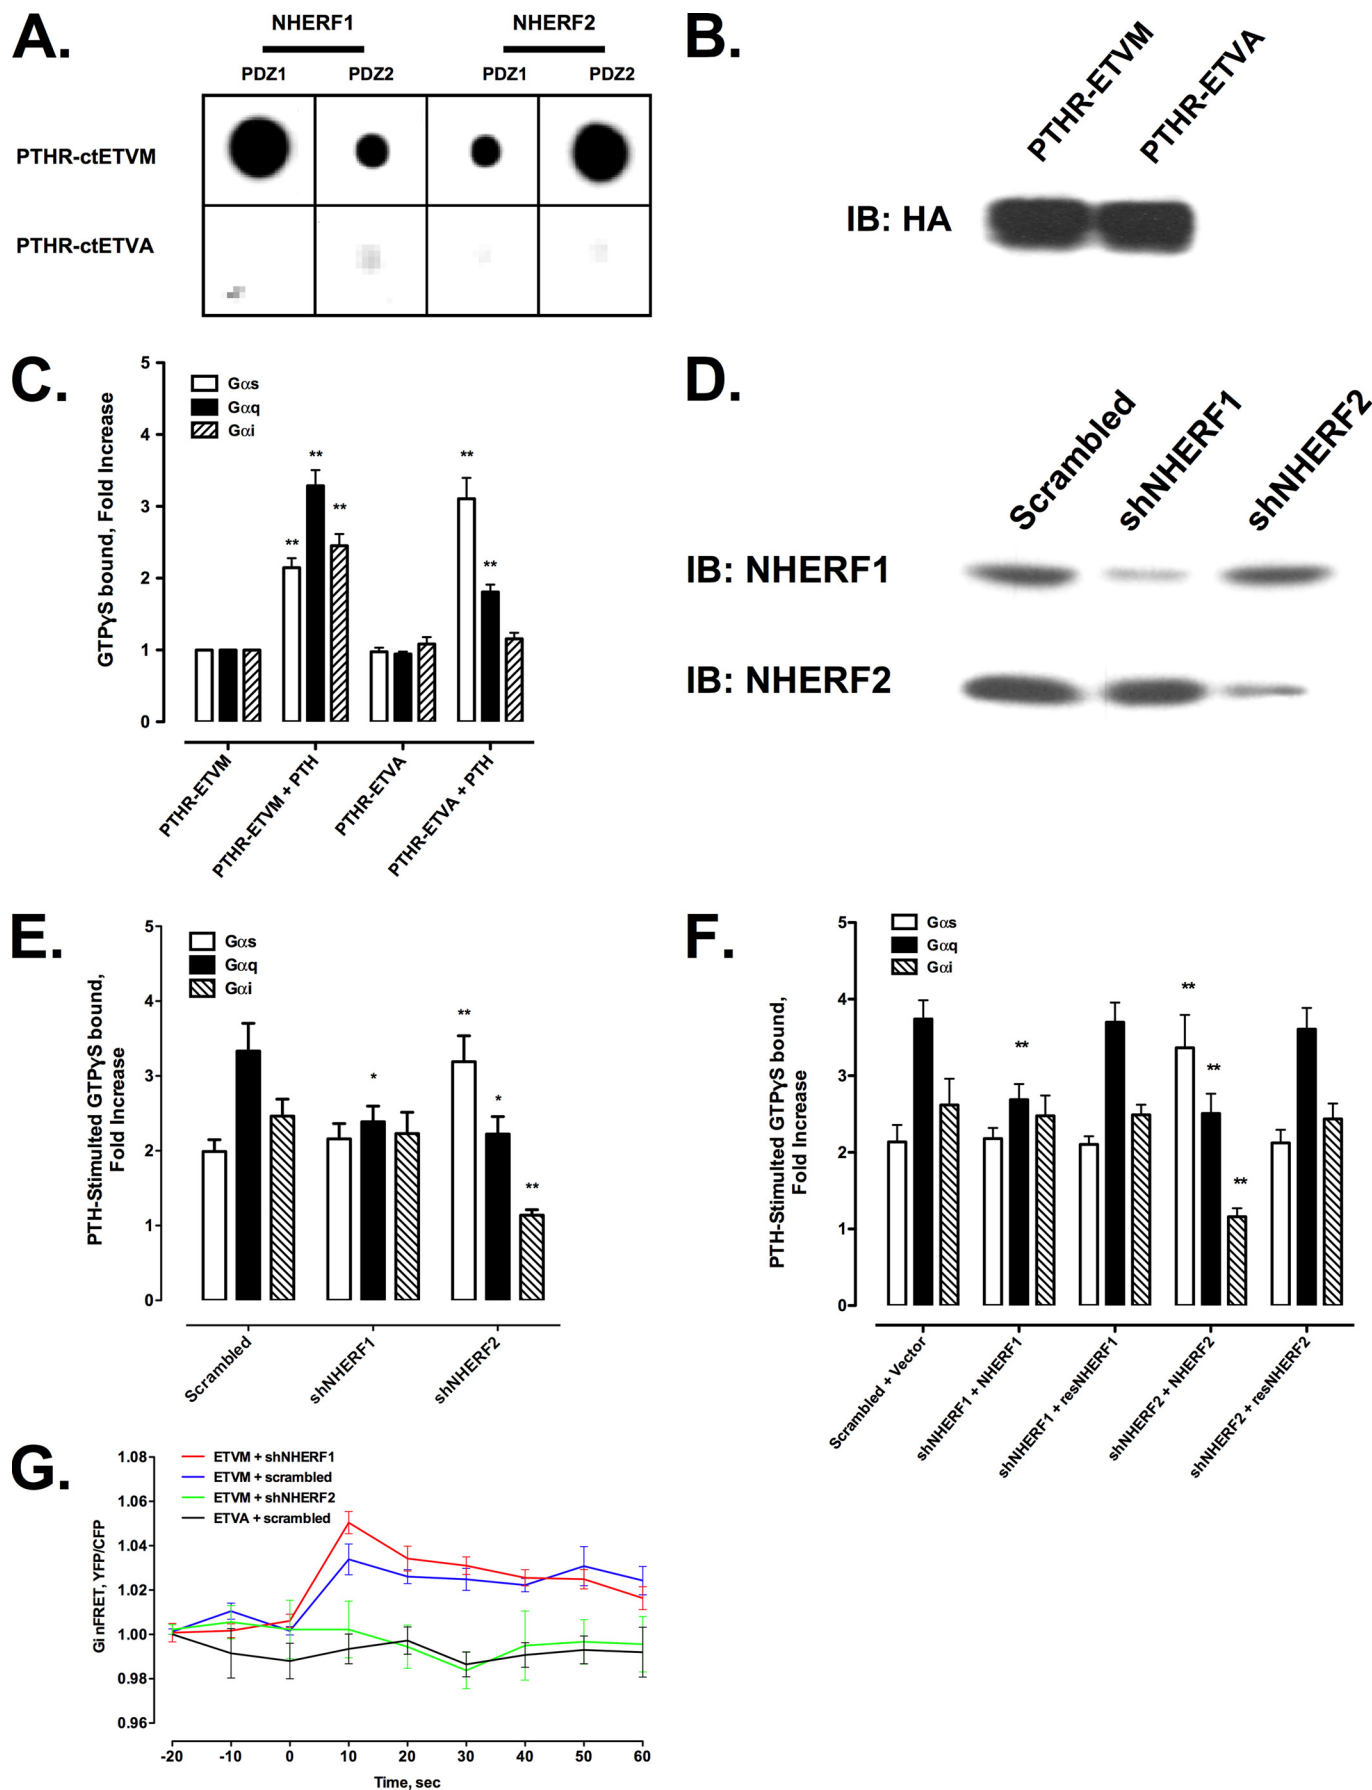 A.
NHERF1 NHERF2
PDZ1 PDZ2 PDZ1 PDZ2
PTHR-ctETVM
PTHR-ctETVA
B.
PTHR-ETVM
PTHR-ETVA
IB: HA
C.
GTPγS bound, Fold Increase
5
4
3
2
1
0
Gαs
Gαq
Gαi
**
**
**
**
**
PTHR-ETVM
PTHR-ETVM + PTH
PTHR-ETVA
PTHR-ETVA + PTH
D.
Scrambled
shNHERF1
shNHERF2
IB: NHERF1
IB: NHERF2
E.
PTH-Stimulted GTPγS bound,
Fold Increase
5
4
3
2
1
0
Gαs
Gαq
Gαi
*
**
*
**
Scrambled
shNHERF1
shNHERF2
F.
PTH-Stimulted GTPγS bound,
Fold Increase
5
4
3
2
1
0
Gαs
Gαq
Gαi
**
**
**
**
Scrambled + Vector
shNHERF1 + NHERF1
shNHERF1 + resNHERF1
shNHERF2 + NHERF2
shNHERF2 + resNHERF2
G.
GinFRET, YFP/CFP
1.08
1.06
1.04
1.02
1.00
0.98
0.96
ETVM + shNHERF1
ETVM + scrambled
ETVM + shNHERF2
ETVA + scrambled
-20 -10 0 10 20 30 40 50 60
Time, sec